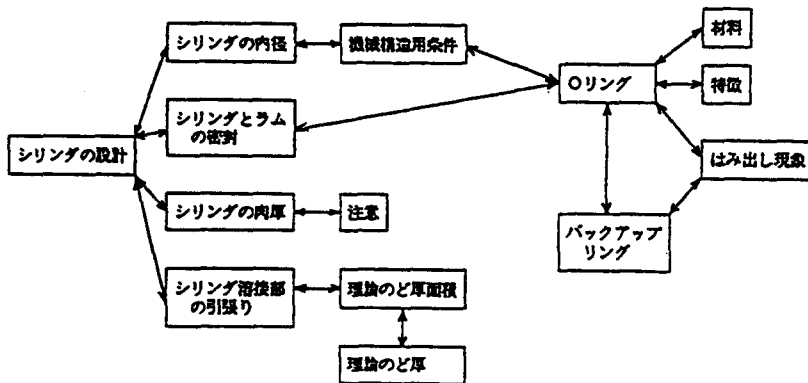 シリンダの設計
シリンダの内径
機械構造用条件
シリンダとラム
の密封
シリンダの肉厚
注意
シリンダ溶接部
の引張り
理論のど厚面積
理論のど厚
Oリング
材料
特徴
はみ出し現象
バックアップ
リング